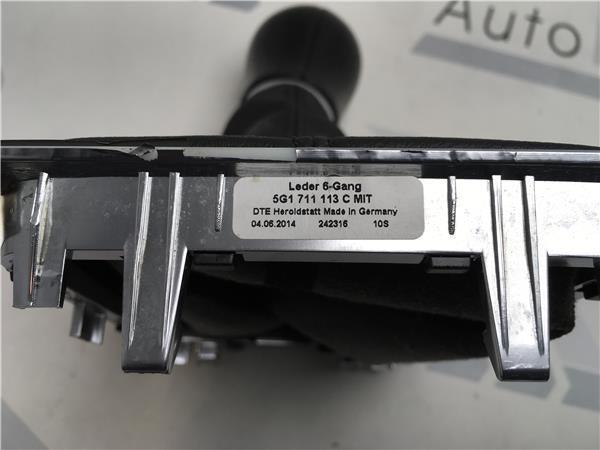 Auto
Leder 6-Gang
5G1 711 113 C MIT
DTE Heroldstatt Made in Germany
04.06.2014 242316 10S